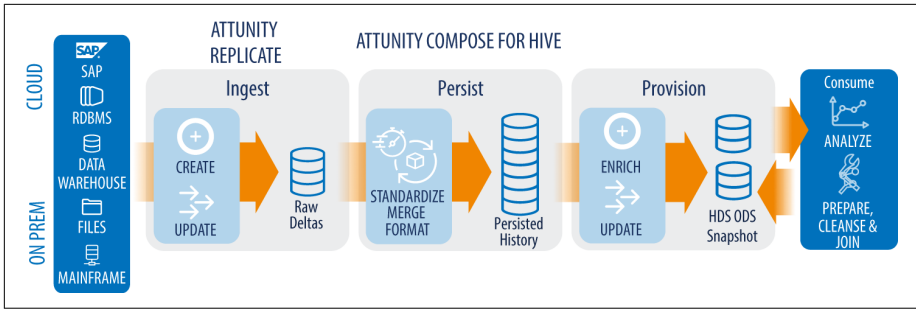 CLOUD
ON PREM
SAP
SAP
RDBMS
DATA
WAREHOUSE
FILES
MAINFRAME
ATTUNITY
REPLICATE
Ingest
CREATE
UPDATE
Raw
Deltas
ATTUNITY COMPOSE FOR HIVE
Persist
STANDARDIZE
MERGE
FORMAT
Persisted
History
Provision
ENRICH
UPDATE
HDS ODS
Snapshot
Consume
ANALYZE
PREPARE,
CLEANSE &
JOIN